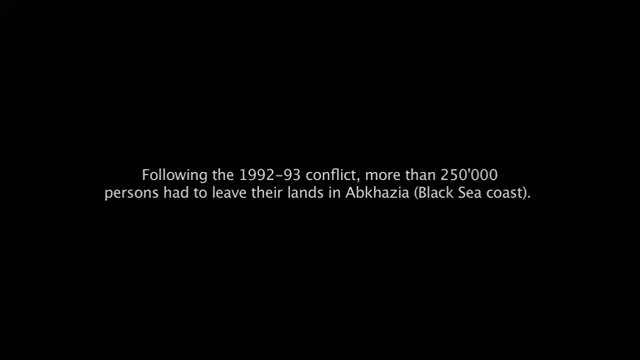 Following the 1992-93 conflict, more than 250'000
persons had to leave their lands in Abkhazia (Black Sea coast).